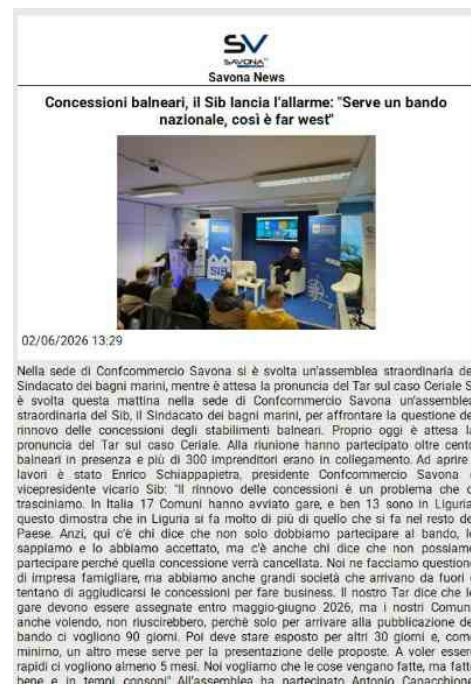 SV
SAVONA
Savona News
Concessioni balneari, il Sib lancia l'allarme: "Serve un bando
nazionale, così è far west"
SIB
02/06/2026 13:29
Nella sede di Confcommercio Savona si è svolta un'assemblea straordinaria de
Sindacato dei bagni marini, mentre è attesa la pronuncia del Tar sul caso Ceriale S
è svolta questa mattina nella sede di Confcommercio Savona un'assemblea
straordinaria del Sib, il Sindacato dei bagni marini, per affrontare la questione de
rinnovo delle concessioni degli stabilimenti balneari. Proprio oggi è attesa la
pronuncia del Tar sul caso Ceriale. Alla riunione hanno partecipato oltre cento
balneari in presenza e più di 300 imprenditori erano in collegamento. Ad aprire
lavori è stato Enrico Schiappapietra, presidente Confcommercio Savona
vicepresidente vicario Sib: "Il rinnovo delle concessioni è un problema che c
trasciniamo. In Italia 17 Comuni hanno avviato gare, e ben 13 sono in Liguria
questo dimostra che in Liguria si fa molto di più di quello che si fa nel resto de
Paese. Anzi, qui c'è chi dice che non solo dobbiamo partecipare al bando, l
sappiamo e lo abbiamo accettato, ma c'è anche chi dice che non possiamo
partecipare perché quella concessione verrà cancellata. Noi ne facciamo question
di impresa famigliare, ma abbiamo anche grandi società che arrivano da fuori
tentano di aggiudicarsi le concessioni per fare business. Il nostro Tar dice che l
gare devono essere assegnate entro maggio-giugno 2026, ma i nostri Comun
anche volendo, non riuscirebbero, perchè solo per arrivare alla pubblicazione de
bando ci vogliono 90 giorni. Poi deve stare esposto per altri 30 giorni e, com
minimo, un altro mese serve per la presentazione delle proposte. A voler esser
rapidi ci vogliono almeno 5 mesi. Noi vogliamo che le cose vengano fatte, ma fatt
bene e in tempi consoni" All'assemblea ha partecipato Antonio Capacchione